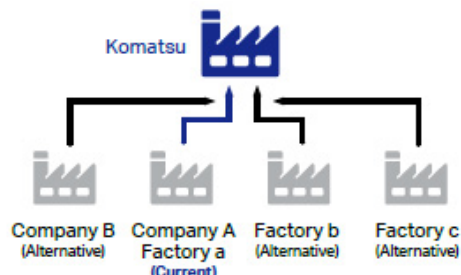 Komatsu
Company B
(Alternative)
Company A
Factory a
(Current)
Factory b
(Alternative)
Factory c
(Alternative)